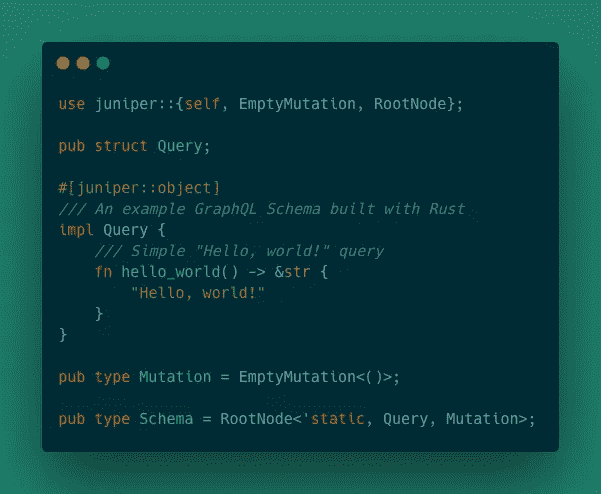 use juniper::{self, EmptyMutation, RootNode};
pub struct Query;
#[juniper::object]
/// An example GraphQL Schema built with Rust
impl Query {
    /// Simple "Hello, world!" query
    fn hello_world() -> &str {
        "Hello, world!"
    }
}
pub type Mutation = EmptyMutation<()>;
pub type Schema = RootNode<'static, Query, Mutation>;